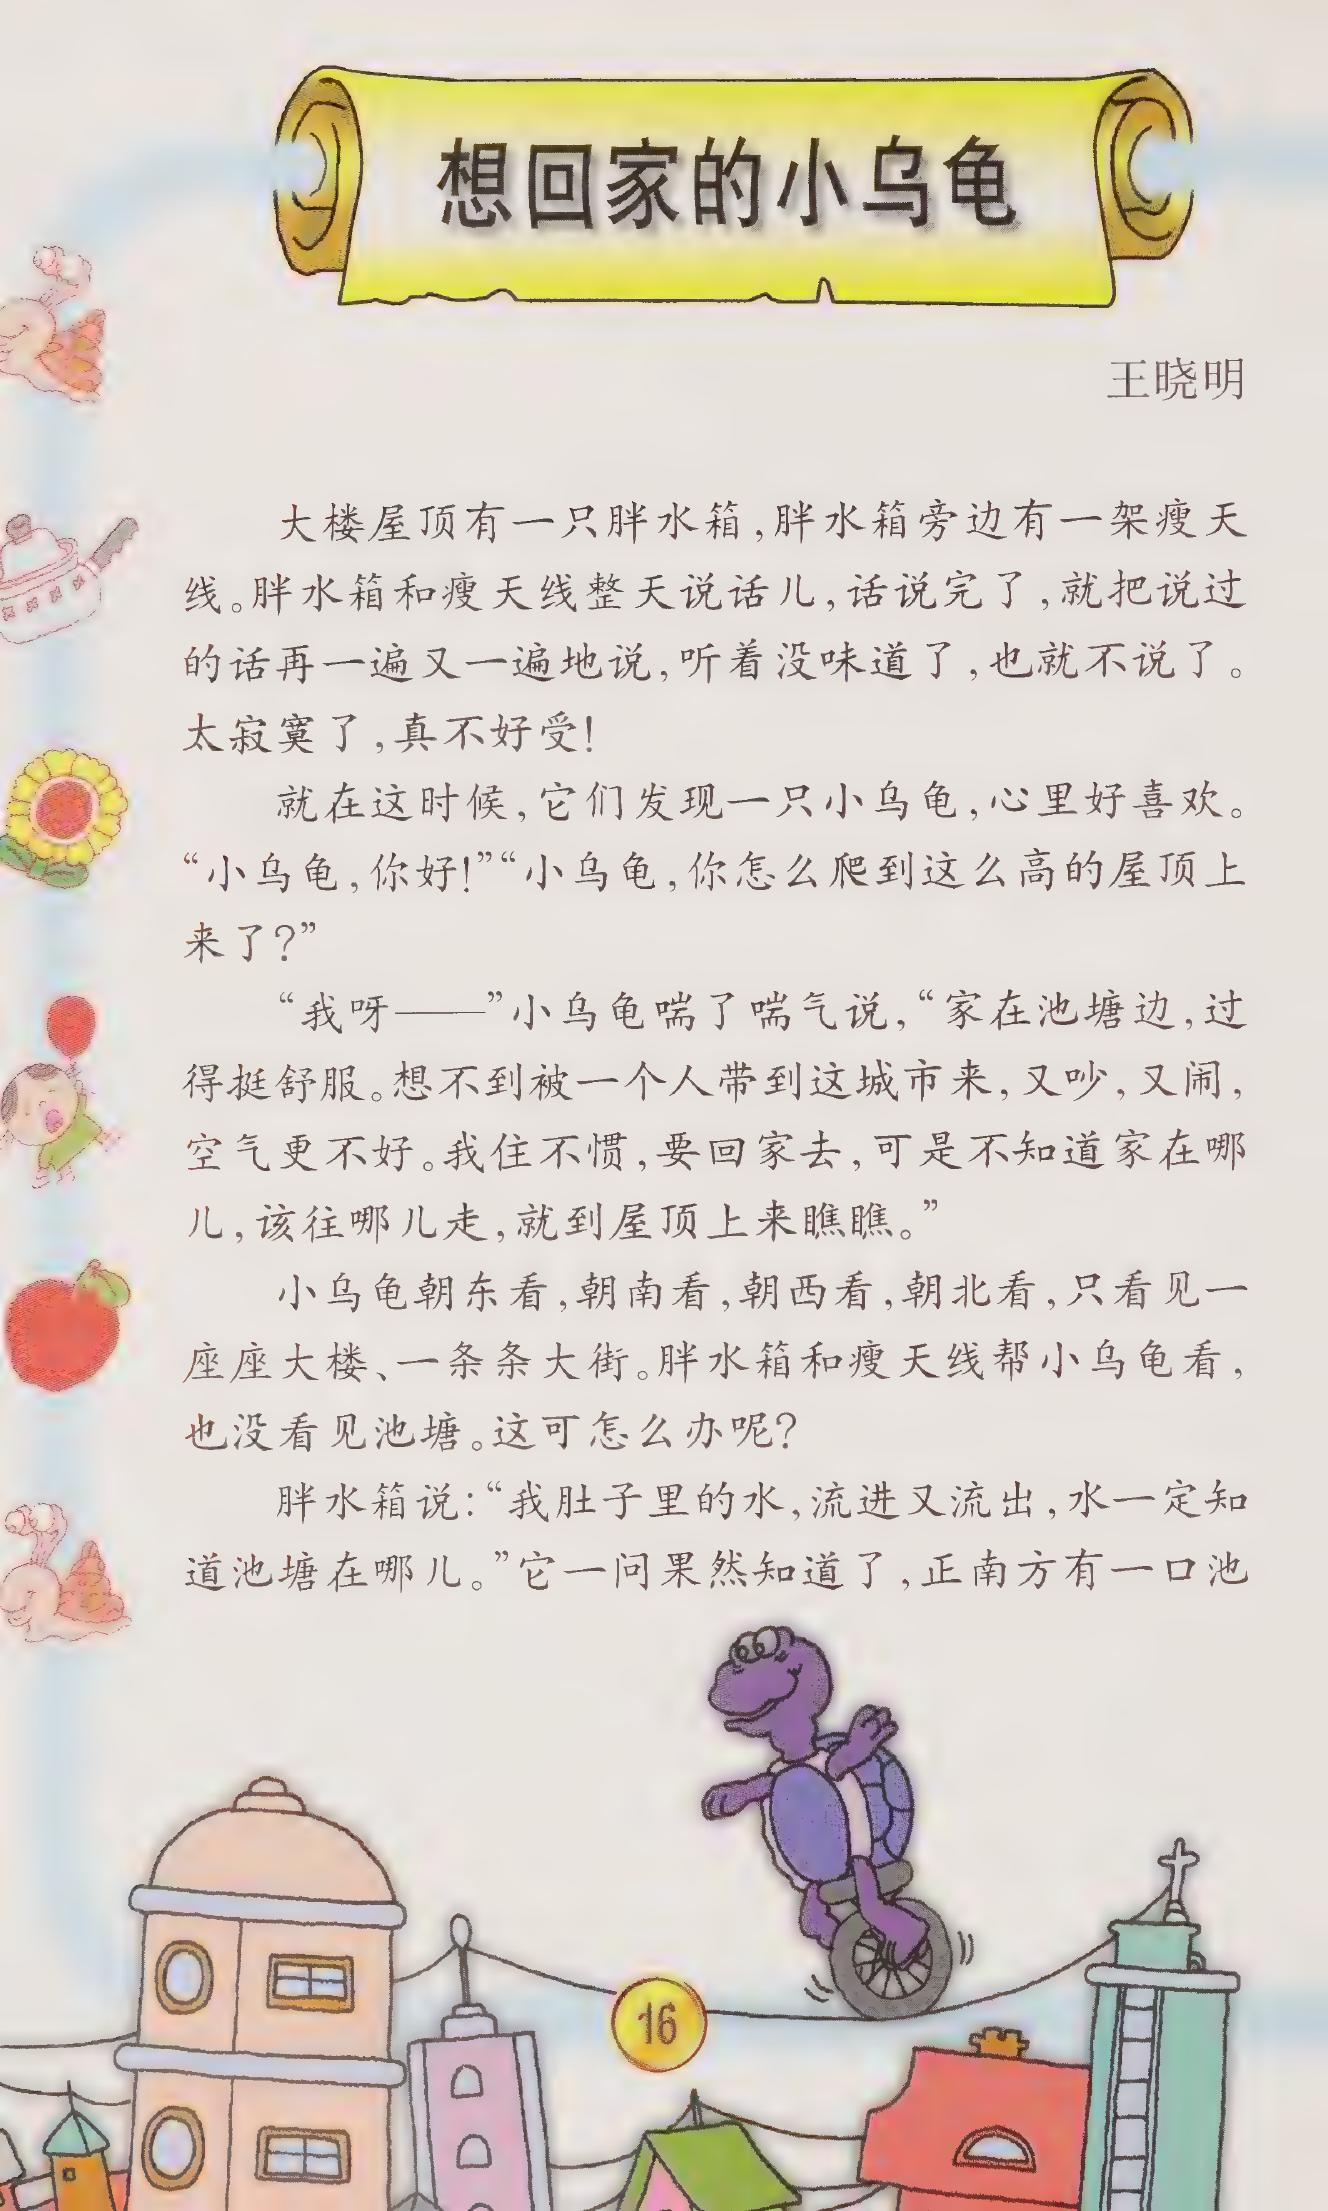 想回家的小乌龟
王晓明
大楼屋顶有一只胖水箱,胖水箱旁边有一架瘦天
线。胖水箱和瘦天线整天说话儿,话说完了,就把说过
的话再一遍又一遍地说,听着没味道了,也就不说了。
太寂寞了,真不好受!
就在这时候,它们发现一只小乌龟,心里好喜欢。
“小乌龟,你好!”“小乌龟,你怎么爬到这么高的屋顶上
来了?”
“我呀——”小乌龟喘了喘气说,“家在池塘边,过
得挺舒服。想不到被一个人带到这城市来,又吵,又闹,
空气更不好。我住不惯,要回家去,可是不知道家在哪
儿,该往哪儿走,就到屋顶上来瞧瞧。”
小乌龟朝东看,朝南看,朝西看,朝北看,只看见一
座座大楼、一条条大街。胖水箱和瘦天线帮小乌龟看,
也没看见池塘。这可怎么办呢?
胖水箱说:“我肚子里的水,流进又流出,水一定知
道池塘在哪儿。”它一问果然知道了,正南方有一口池
16